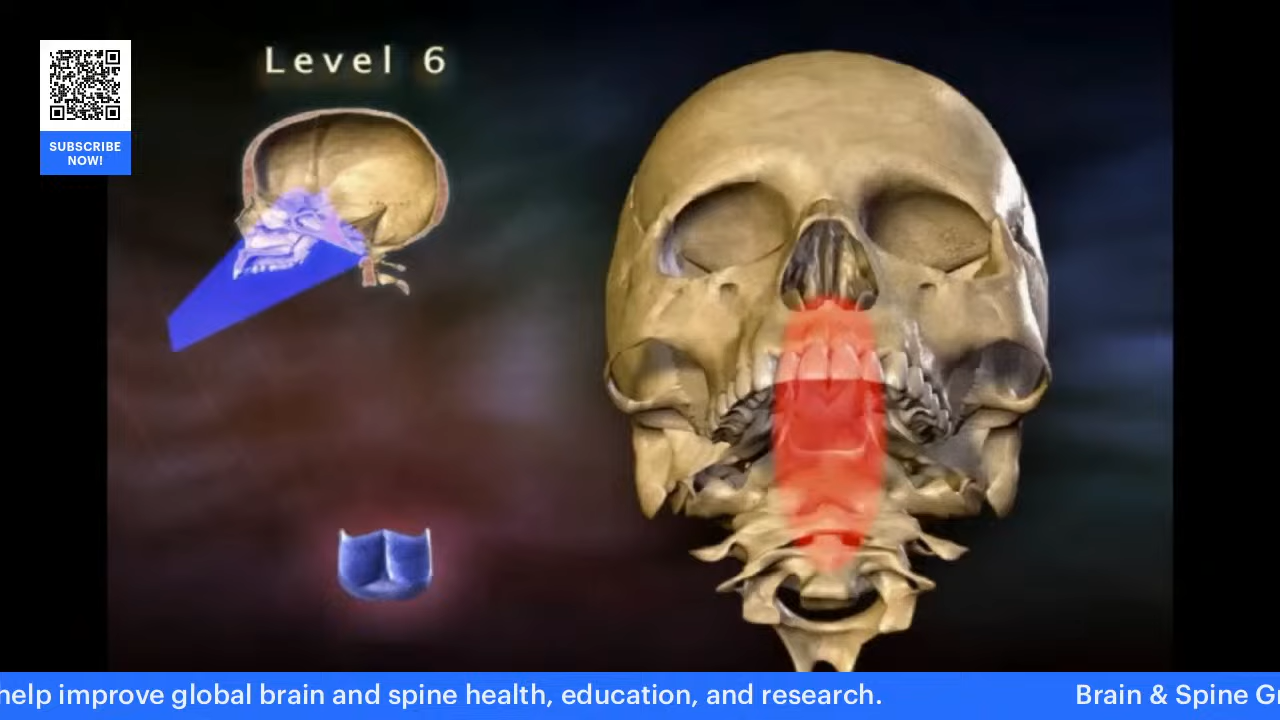 Level 6
SUBSCRIBE
NOW!
help improve global brain and spine health, education, and research.
Brain & Spine